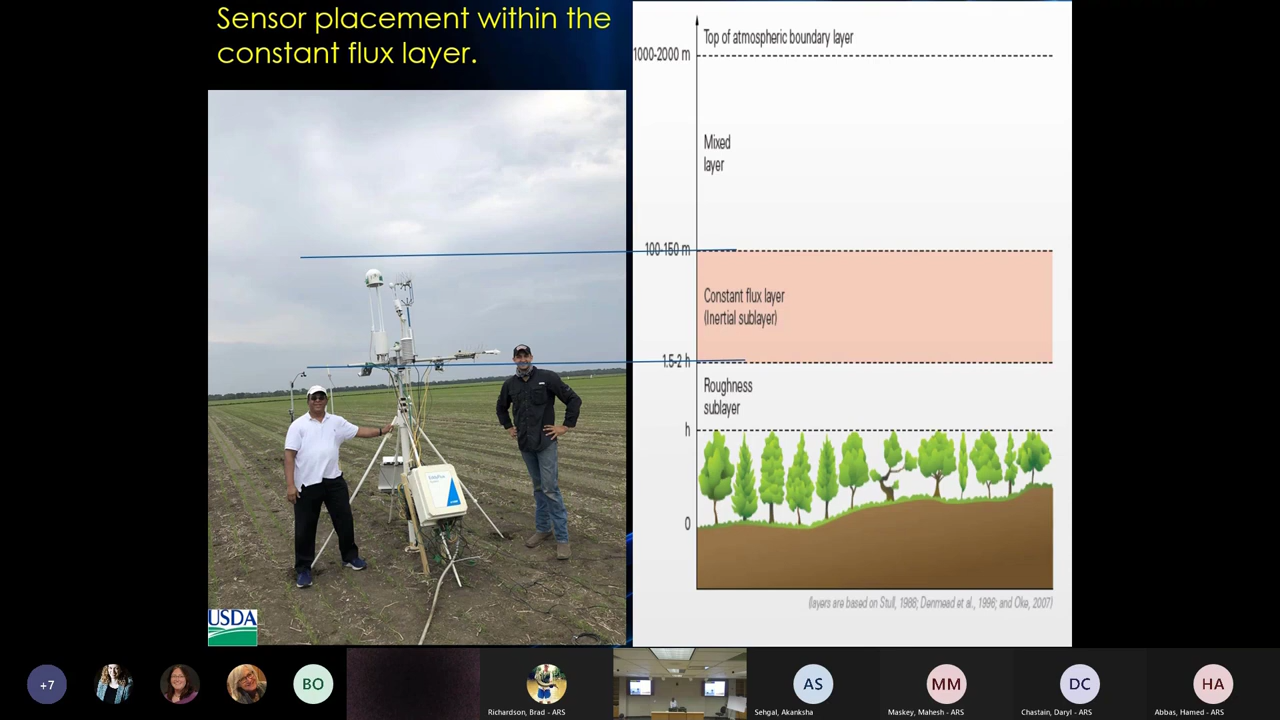 Sensor placement within the
constant flux layer.
Top of atmospheric boundary layer
1000-2000 m
Mixed
layer
100-150 m
Constant flux layer
(Inertial sublayer)
1.5-2 h
Roughness
sublayer
h
0
(layers are based on Stull, 1988; Denmead et al., 1996; and Oke, 2007)
USDA
+7
BO
Richardson, Brad - ARS
AS
Sehgal, Akanksha
MM
Maskey, Mahesh - ARS
DC
Chastain, Daryl - ARS
HA
Abbas, Hamed - ARS